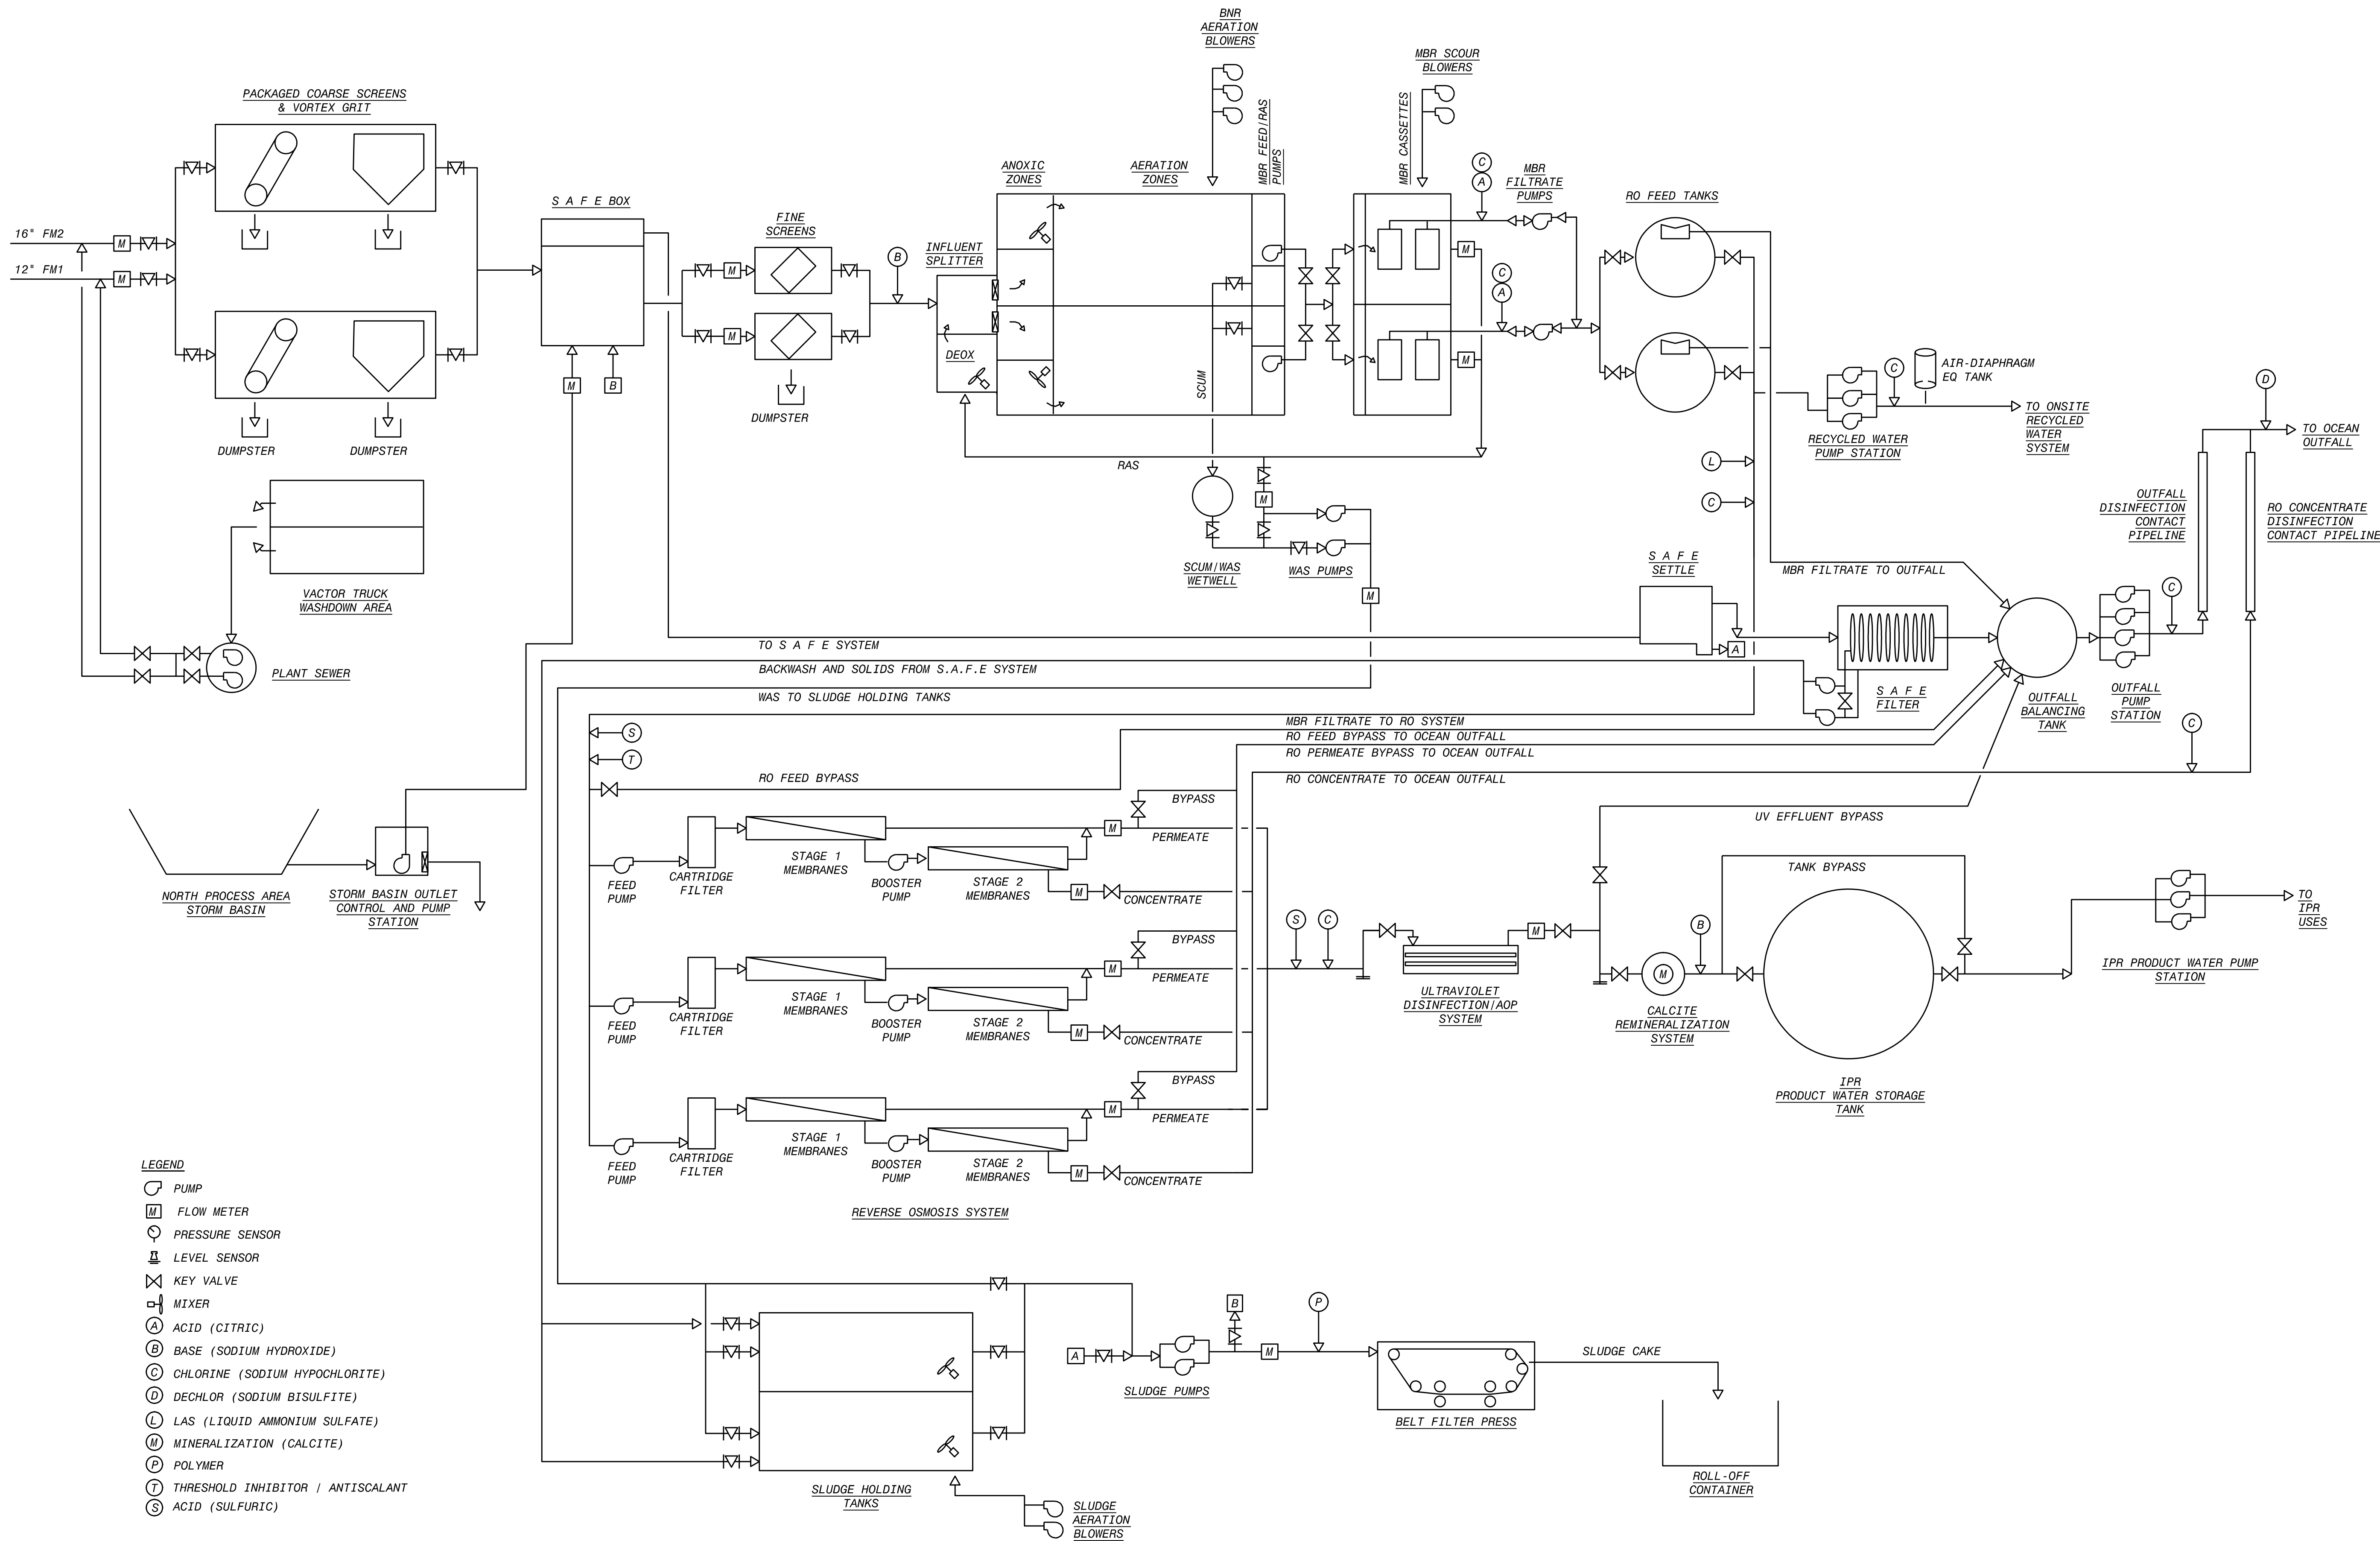 BNR
AERATION
BLOWERS
MBR SCOUR
BLOWERS
PACKAGED COARSE SCREENS
& VORTEX GRIT
MBR FEED/RAS
PUMPS
MBR CASSETTES
ANOXIC
ZONES
AERATION
ZONES
C
A
MBR
FILTRATE
PUMPS
RO FEED TANKS
S A F E BOX
FINE
SCREENS
16" FM2
M
12" FM1
M
INFLUENT
SPLITTER
B
M
M
M
M
C
A
DEOX
M
B
DUMPSTER
SCUM
C
AIR-DIAPHRAGM
EQ TANK
D
TO ONSITE
RECYCLED
WATER
SYSTEM
RECYCLED WATER
PUMP STATION
TO OCEAN
OUTFALL
DUMPSTER
DUMPSTER
RAS
L
C
M
OUTFALL
DISINFECTION
CONTACT
PIPELINE
RO CONCENTRATE
DISINFECTION
CONTACT PIPELINE
VACTOR TRUCK
WASHDOWN AREA
SCUM/WAS
WETWELL
WAS PUMPS
M
S A F E
SETTLE
A
MBR FILTRATE TO OUTFALL
C
TO S A F E SYSTEM
BACKWASH AND SOLIDS FROM S.A.F.E SYSTEM
PLANT SEWER
WAS TO SLUDGE HOLDING TANKS
S A F E
FILTER
OUTFALL
BALANCING
TANK
OUTFALL
PUMP
STATION
C
MBR FILTRATE TO RO SYSTEM
RO FEED BYPASS TO OCEAN OUTFALL
RO PERMEATE BYPASS TO OCEAN OUTFALL
RO CONCENTRATE TO OCEAN OUTFALL
S
T
RO FEED BYPASS
NORTH PROCESS AREA
STORM BASIN
STORM BASIN OUTLET
CONTROL AND PUMP
STATION
FEED
PUMP
CARTRIDGE
FILTER
STAGE 1
MEMBRANES
BOOSTER
PUMP
STAGE 2
MEMBRANES
M
BYPASS
PERMEATE
M
CONCENTRATE
FEED
PUMP
CARTRIDGE
FILTER
STAGE 1
MEMBRANES
BOOSTER
PUMP
STAGE 2
MEMBRANES
M
BYPASS
PERMEATE
M
CONCENTRATE
FEED
PUMP
CARTRIDGE
FILTER
STAGE 1
MEMBRANES
BOOSTER
PUMP
STAGE 2
MEMBRANES
M
BYPASS
PERMEATE
M
CONCENTRATE
REVERSE OSMOSIS SYSTEM
S
C
M
UV EFFLUENT BYPASS
TANK BYPASS
B
M
ULTRAVIOLET
DISINFECTION/AOP
SYSTEM
CALCITE
REMINERALIZATION
SYSTEM
IPR
PRODUCT WATER STORAGE
TANK
IPR PRODUCT WATER PUMP
STATION
TO
IPR
USES
LEGEND
PUMP
M FLOW METER
PRESSURE SENSOR
LEVEL SENSOR
KEY VALVE
MIXER
A ACID (CITRIC)
B BASE (SODIUM HYDROXIDE)
C CHLORINE (SODIUM HYPOCHLORITE)
D DECHLOR (SODIUM BISULFITE)
L LAS (LIQUID AMMONIUM SULFATE)
M MINERALIZATION (CALCITE)
P POLYMER
T THRESHOLD INHIBITOR / ANTISCALANT
S ACID (SULFURIC)
SLUDGE HOLDING
TANKS
SLUDGE
AERATION
BLOWERS
A
SLUDGE PUMPS
B
M
P
BELT FILTER PRESS
SLUDGE CAKE
ROLL-OFF
CONTAINER